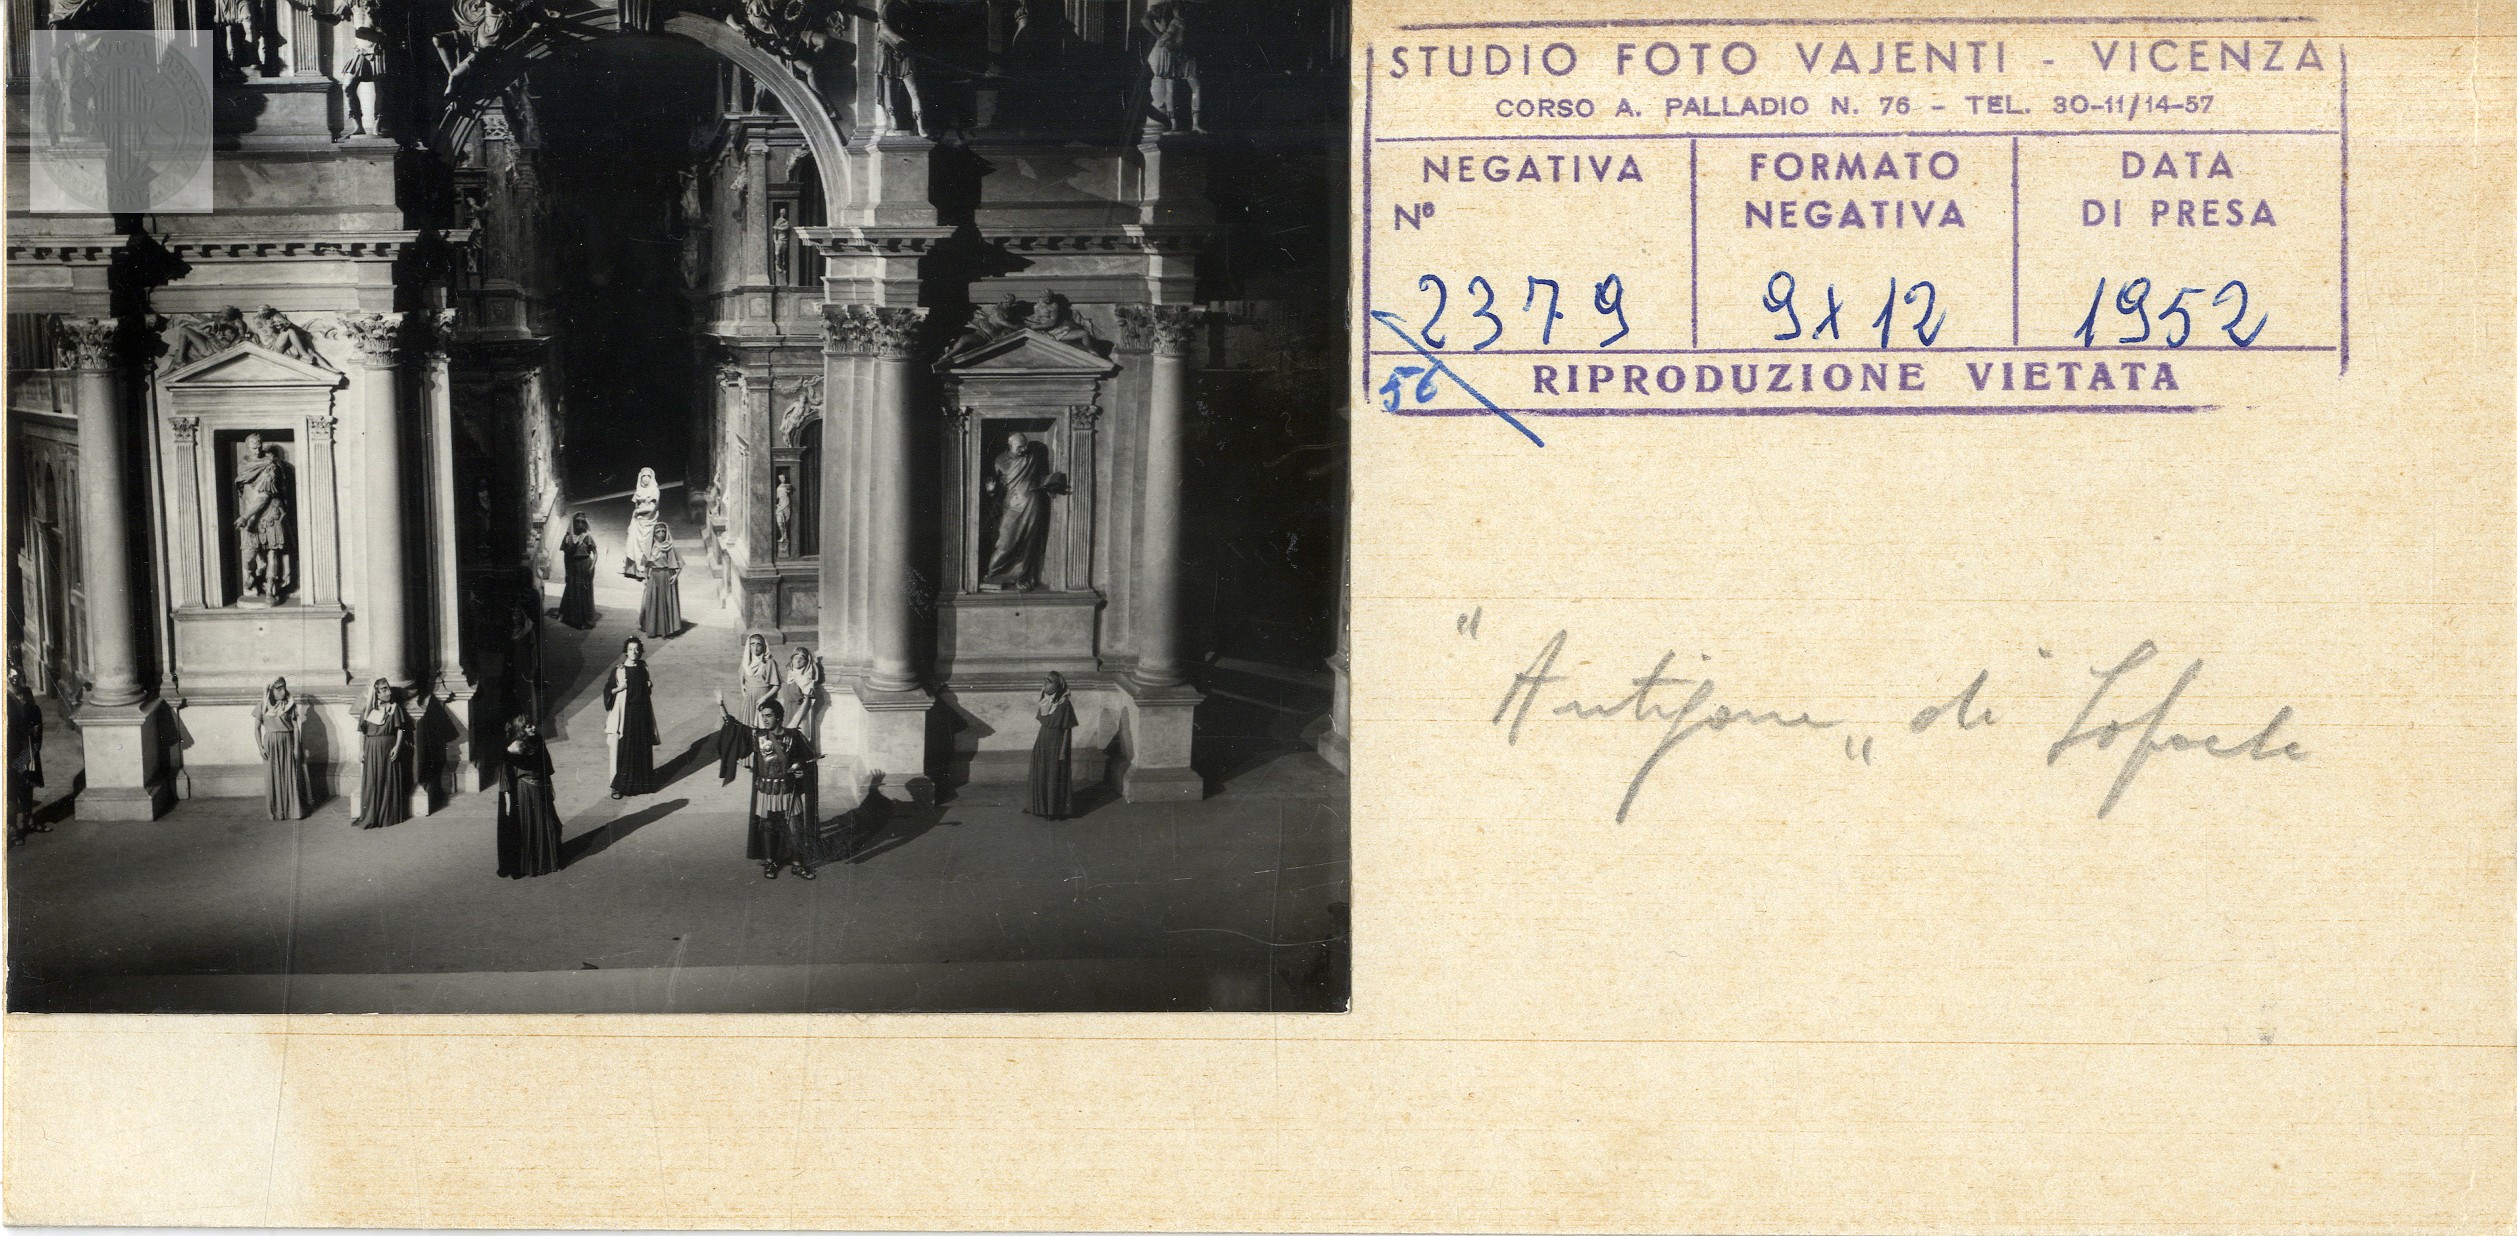 STUDIO FOTO VAJENTI - VICENZA
CORSO A. PALLADIO N. 76 - TEL. 30-11/14-57
NEGATIVA Nº
2379
FORMATO NEGATIVA
9x12
DATA DI PRESA
1952
56
RIPRODUZIONE VIETATA
"Antigone" di Sofocle